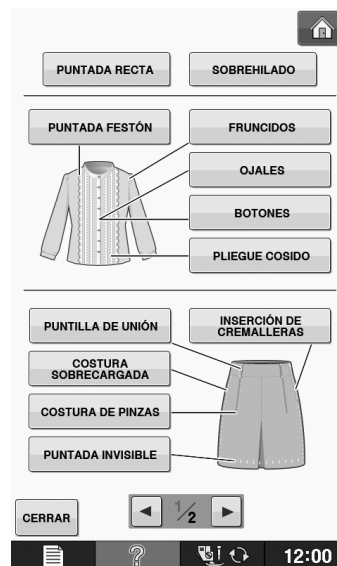 PUNTADA RECTA
SOBREHILADO
PUNTADA FESTÓN
FRUNCIDOS
OJALES
BOTONES
PLIEGUE COSIDO
PUNTILLA DE UNIÓN
INSERCIÓN DE
CREMALLERAS
COSTURA
SOBRECARGADA
COSTURA DE PINZAS
PUNTADA INVISIBLE
CERRAR
1/2
12:00